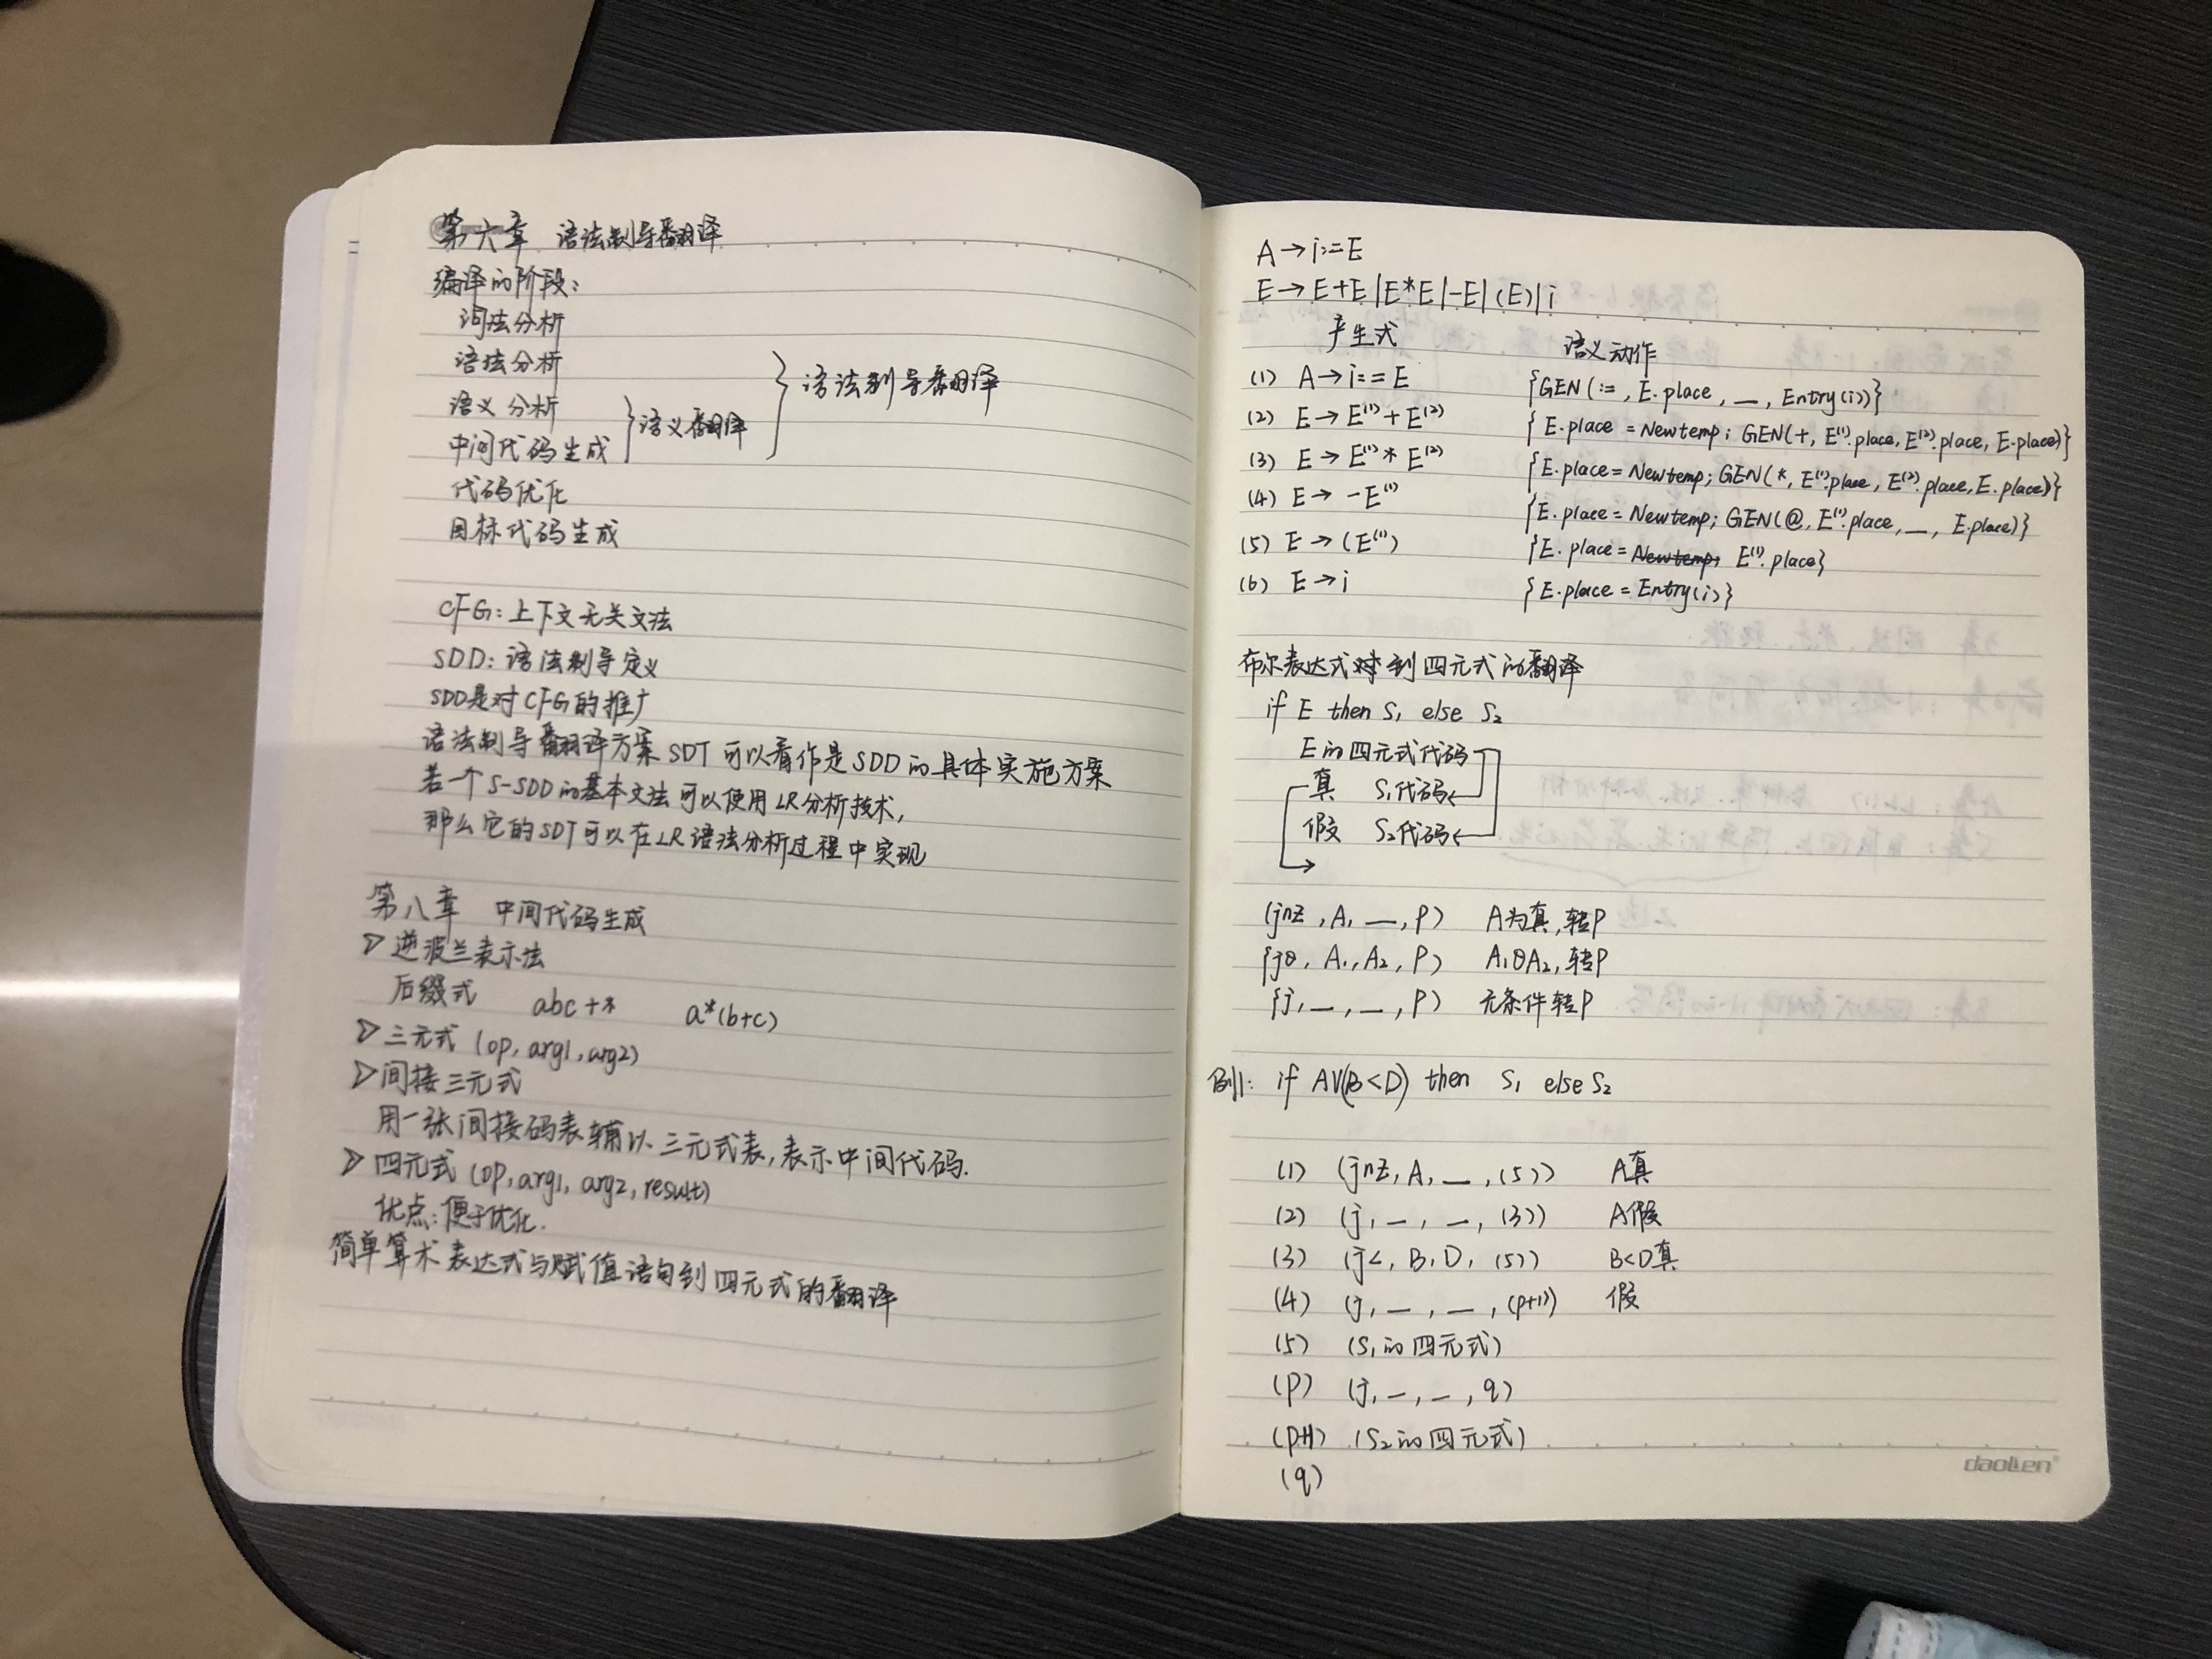 第六章 语法制导翻译
编译的阶段:
词法分析
语法分析
语义分析
中间代码生成 }语义翻译 }语法制导翻译
代码优化
目标代码生成
CFG:上下文无关文法
SDD:语法制导定义
SDD是对CFG的推广
语法制导翻译方案SDT可以看作是SDD的具体实施方案
若一个S-SDD的基本文法可以使用LR分析技术,
那么它的SDT可以在LR语法分析过程中实现
第八章 中间代码生成
▷ 逆波兰表示法
后缀式 abc+* a*(b+c)
▷ 三元式 (op, arg1, arg2)
▷ 间接三元式
用一张间接码表辅以三元式表,表示中间代码.
▷ 四元式 (op, arg1, arg2, result)
优点:便于优化.
简单算术表达式与赋值语句到四元式的翻译
A→i:=E
E→E+E|E*E|-E|(E)|i
产生式 语义动作
(1) A→i:=E {GEN(:=, E.place, —, Entry(i))}
(2) E→E⁽¹⁾+E⁽²⁾ {E.place=Newtemp; GEN(+, E⁽¹⁾.place, E⁽²⁾.place, E.place)}
(3) E→E⁽¹⁾*E⁽²⁾ {E.place=Newtemp; GEN(*, E⁽¹⁾.place, E⁽²⁾.place, E.place)}
(4) E→-E⁽¹⁾ {E.place=Newtemp; GEN(@, E⁽¹⁾.place, —, E.place)}
(5) E→(E⁽¹⁾) {E.place=Newtemp; E⁽¹⁾.place}
(6) E→i {E.place=Entry(i)}
布尔表达式到四元式的翻译
if E then S₁ else S₂
E的四元式代码
真 S₁代码
假 S₂代码
(jnz, A, —, P) A为真,转P
(jθ, A₁, A₂, P) A₁θA₂,转P
(j, —, —, P) 无条件转P
例1: if A∨(B<D) then S₁ else S₂
(1) (jnz, A, —, (5)) A真
(2) (j, —, —, (3)) A假
(3) (j<, B, D, (5)) B<D真
(4) (j, —, —, (p+1)) 假
(5) (S₁的四元式)
(p) (j, —, —, q)
(p+1) (S₂的四元式)
(q)
daolien®